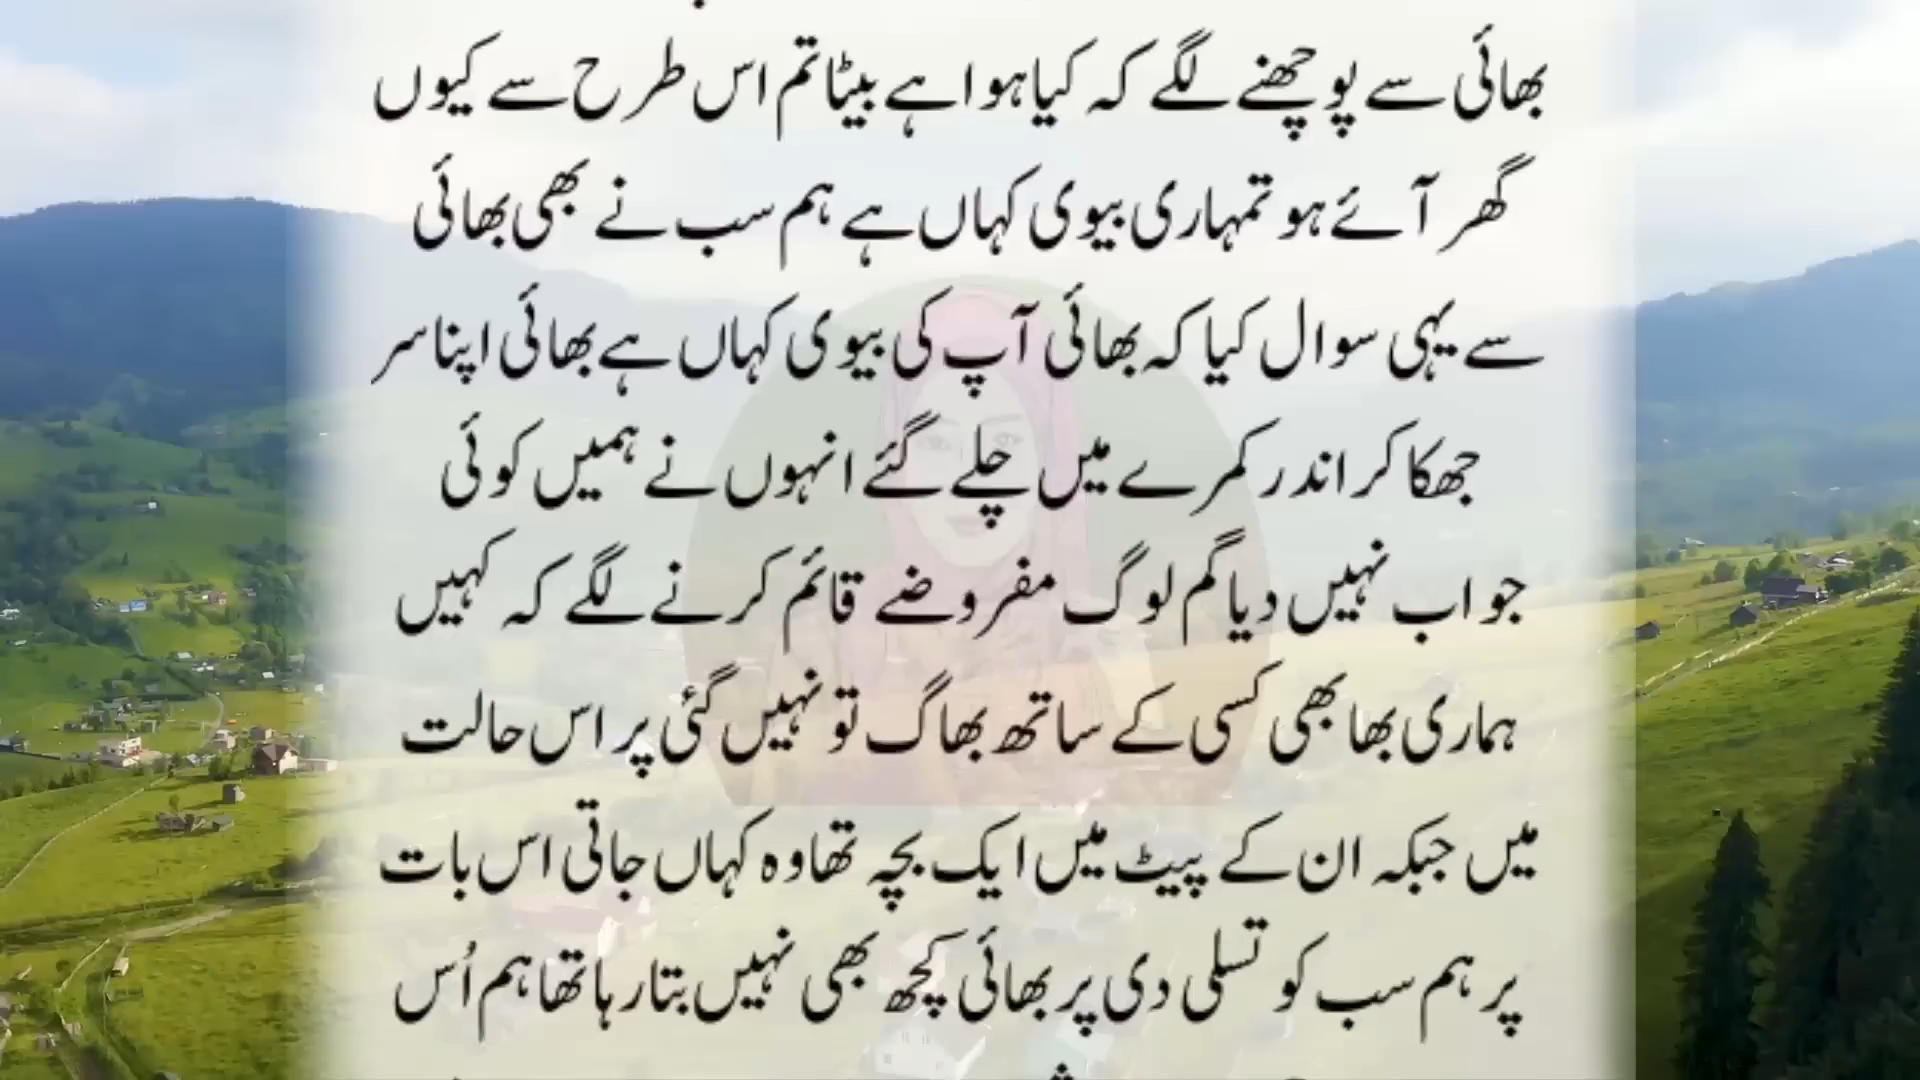 بھائی سے پوچھنے لگے کہ کیا ہوا ہے بیٹا تم اس طرح سے کیوں
گھر آئے ہو تمہاری بیوی کہاں ہے ہم سب نے بھی بھائی
سے یہی سوال کیا کہ بھائی آپ کی بیوی کہاں ہے بھائی اپنا سر
جھکا کر اندر کمرے میں چلے گئے انہوں نے ہمیں کوئی
جواب نہیں دیا گم لوگ مفروضے قائم کرنے لگے کہ کہیں
ہماری بھابھی کسی کے ساتھ بھاگ تو نہیں گئی پر اس حالت
میں جبکہ ان کے پیٹ میں ایک بچہ تھا وہ کہاں جاتی اس بات
پر ہم سب کو تسلی دی پر بھائی کچھ بھی نہیں بتا رہا تھا ہم اُس